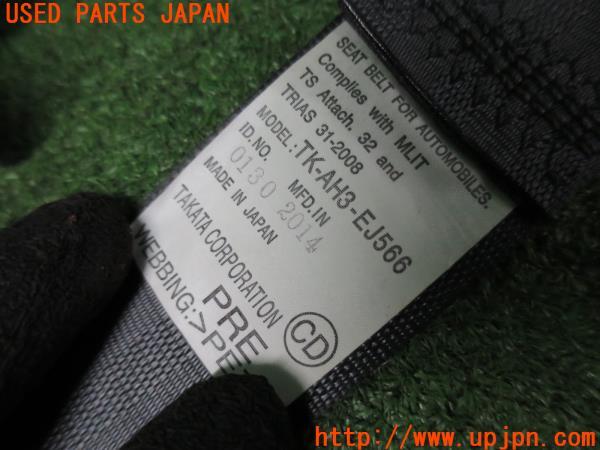 USED PARTS JAPAN
SEAT BELT FOR AUTOMOBILES.
Complies with MLIT
TS Attach. 32 and
TRIAS 31-2008
MODEL: TK-AH3-EJ566
ID.NO. MFD.IN
0130 2014
MADE IN JAPAN
TAKATA CORPORATION
CD
PRE
WEBBING:>PE
http://www.upjpn.com